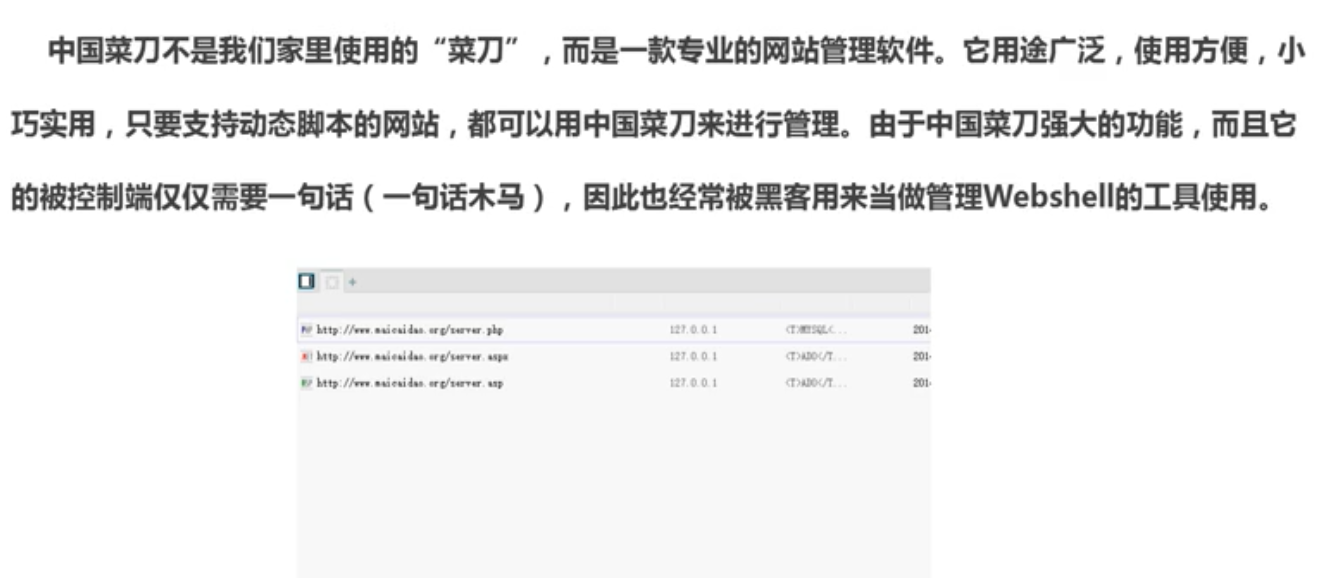 中国菜刀不是我们家里使用的“菜刀”，而是一款专业的网站管理软件。它用途广泛，使用方便，小
巧实用，只要支持动态脚本的网站，都可以用中国菜刀来进行管理。由于中国菜刀强大的功能，而且它
的被控制端仅仅需要一句话（一句话木马），因此也经常被黑客用来当做管理Webshell的工具使用。
http://www.maicaidao.org/server.php 127.0.0.1 <T>MYSQL<... 201
http://www.maicaidao.org/server.aspx 127.0.0.1 <T>ADO</T... 201
http://www.maicaidao.org/server.asp 127.0.0.1 <T>ADO</T... 201